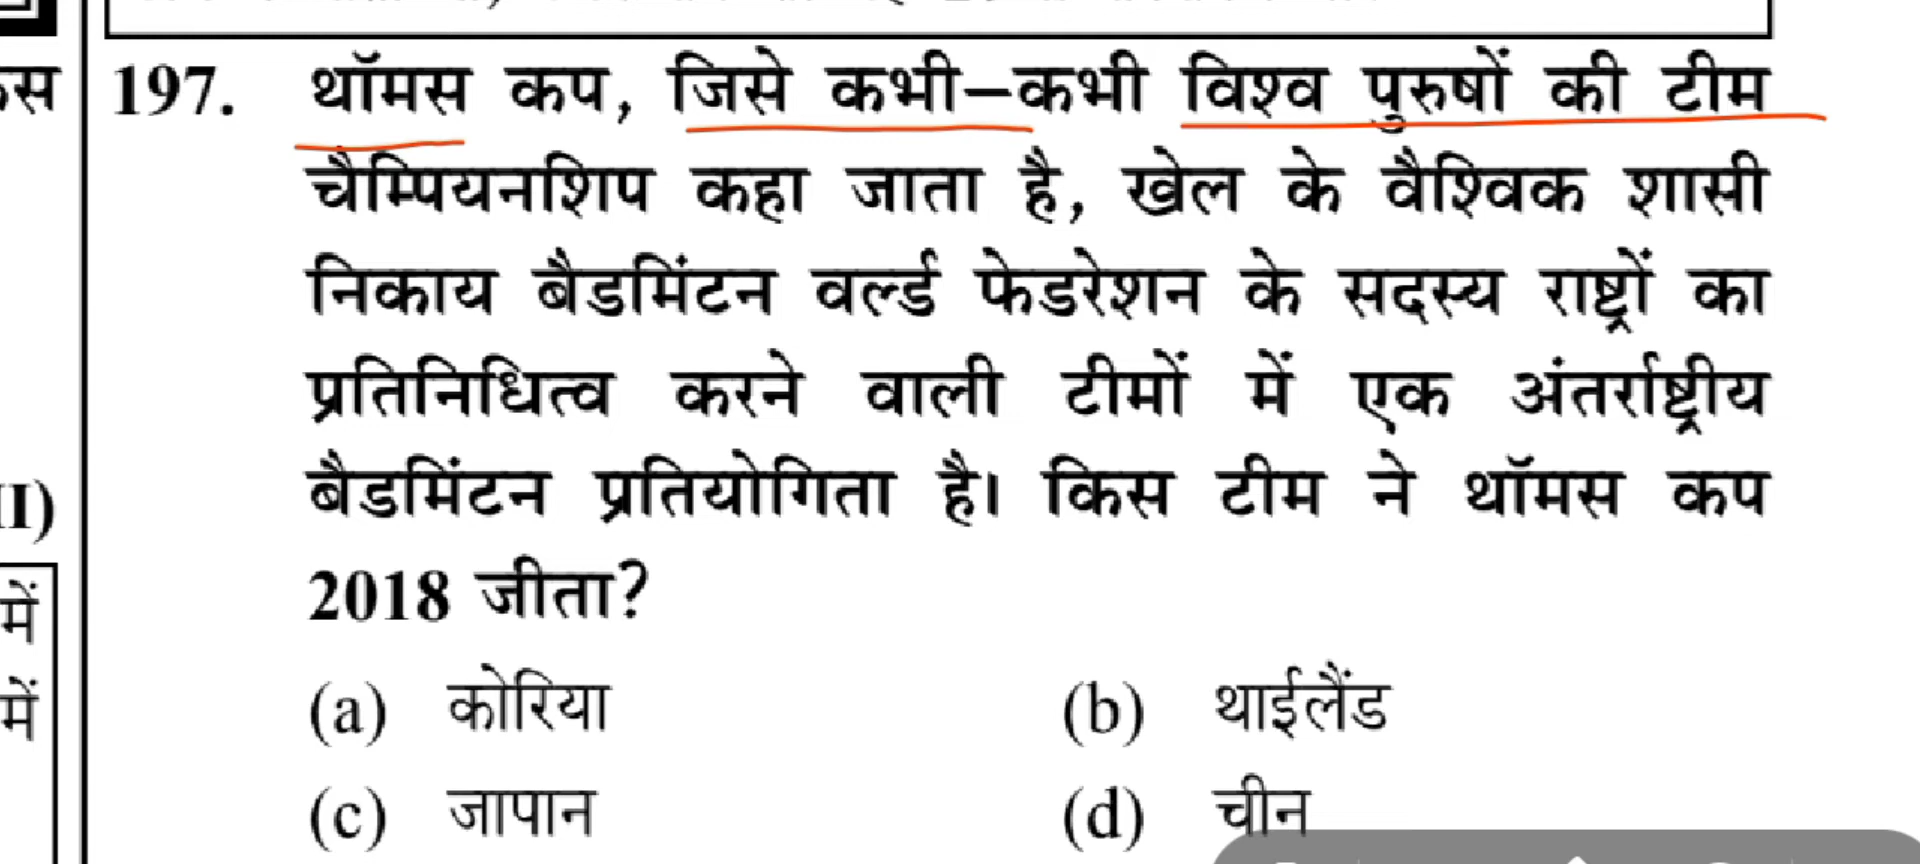 197. थॉमस कप, जिसे कभी–कभी विश्व पुरुषों की टीम
चैम्पियनशिप कहा जाता है, खेल के वैश्विक शासी
निकाय बैडमिंटन वर्ल्ड फेडरेशन के सदस्य राष्ट्रों का
प्रतिनिधित्व करने वाली टीमों में एक अंतर्राष्ट्रीय
बैडमिंटन प्रतियोगिता है। किस टीम ने थॉमस कप
2018 जीता?
(a) कोरिया (b) थाईलैंड
(c) जापान (d) चीन
II)
में
में